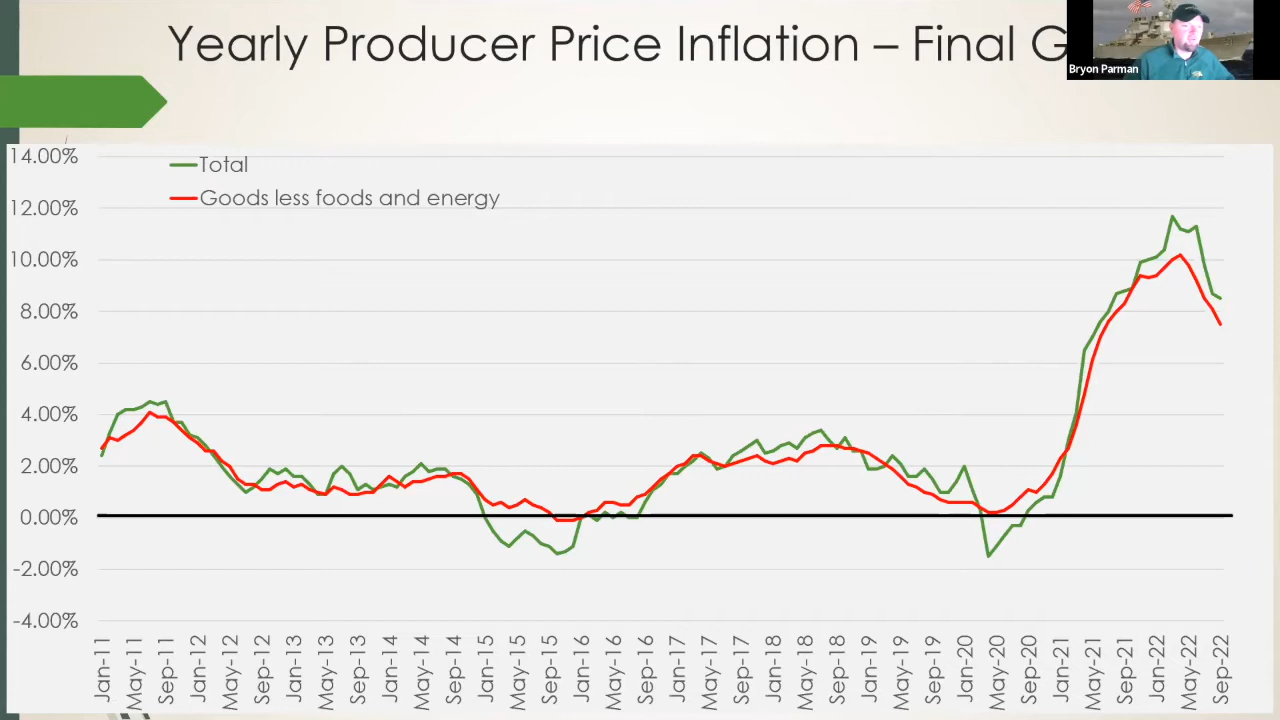 Yearly Producer Price Inflation – Final G
Bryon Parman
14.00%
12.00%
10.00%
8.00%
6.00%
4.00%
2.00%
0.00%
-2.00%
-4.00%
Total
Goods less foods and energy
Jan-11
May-11
Sep-11
Jan-12
May-12
Sep-12
Jan-13
May-13
Sep-13
Jan-14
May-14
Sep-14
Jan-15
May-15
Sep-15
Jan-16
May-16
Sep-16
Jan-17
May-17
Sep-17
Jan-18
May-18
Sep-18
Jan-19
May-19
Sep-19
Jan-20
May-20
Sep-20
Jan-21
May-21
Sep-21
Jan-22
May-22
Sep-22